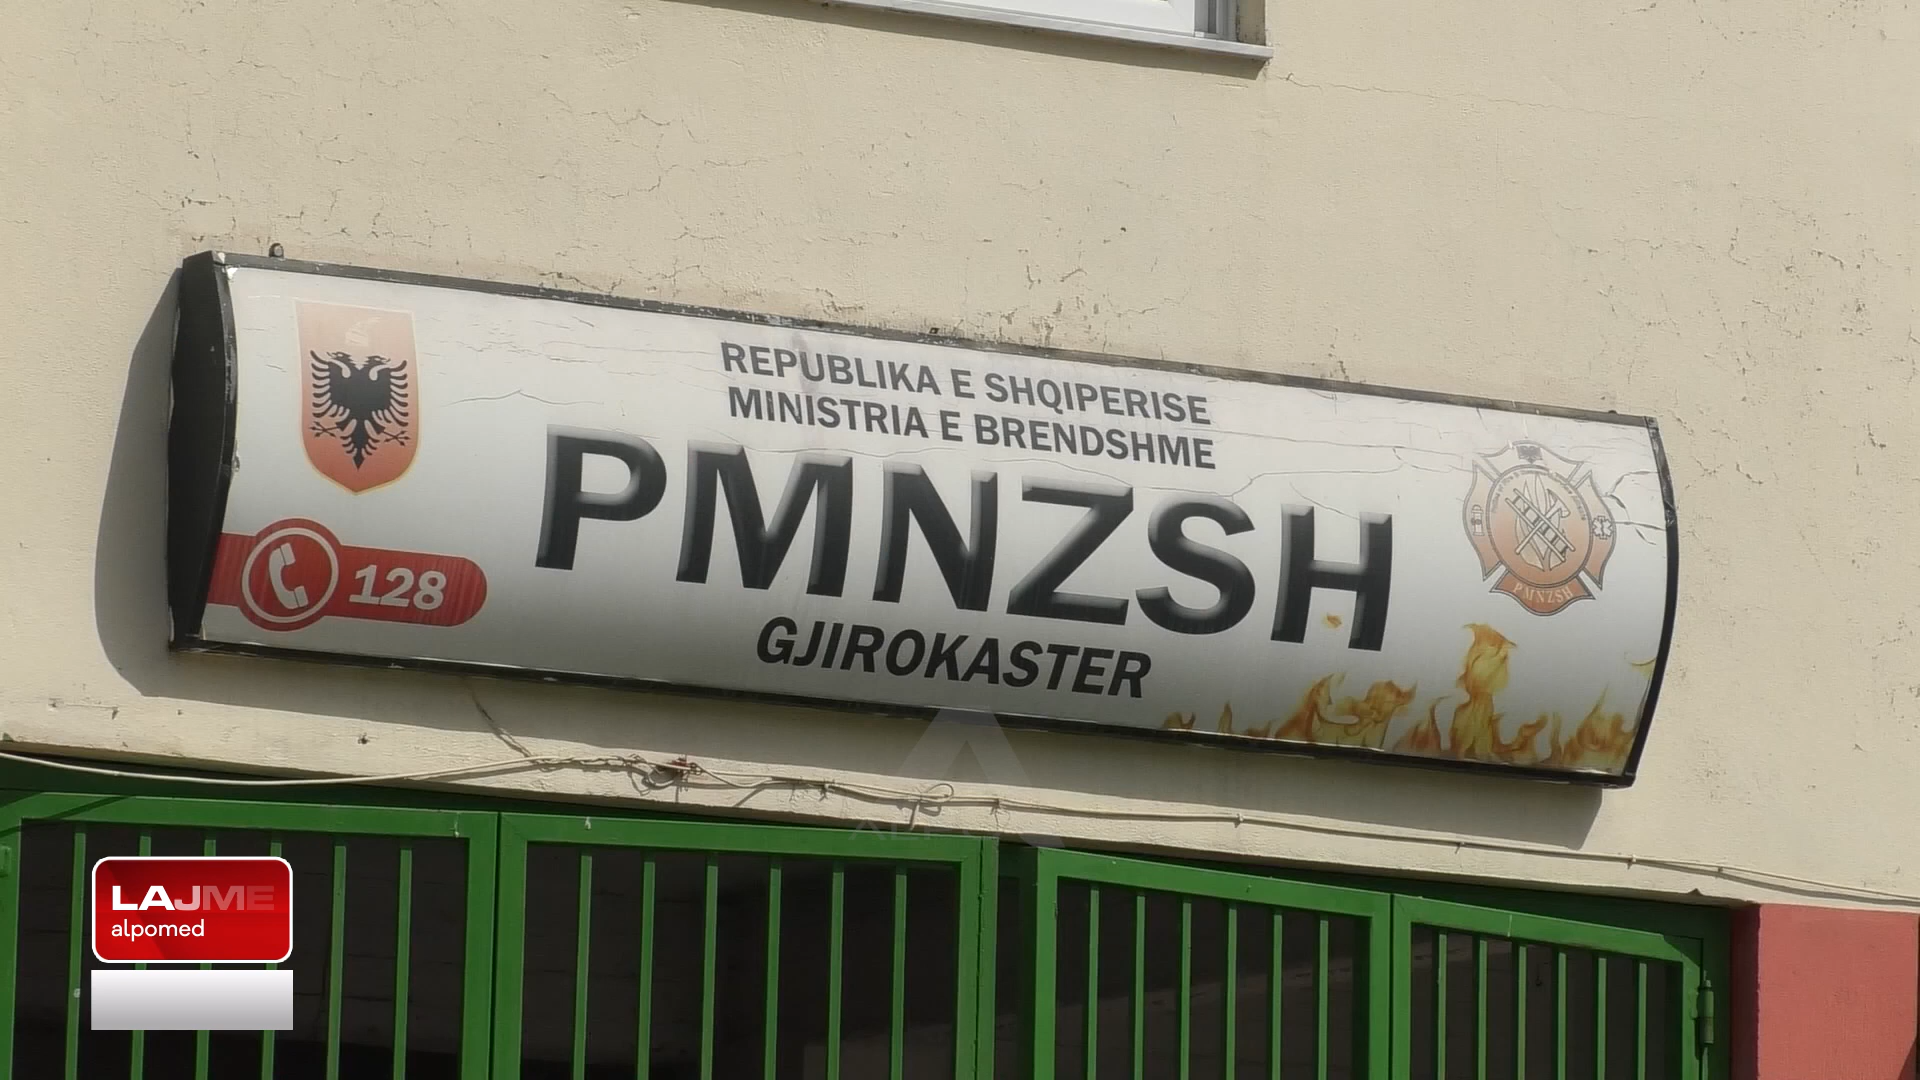 REPUBLIKA E SHQIPERISE
MINISTRIA E BRENDSHME
PMNZSH
128
GJIROKASTER
PMNZSH
LAJME
alpomed